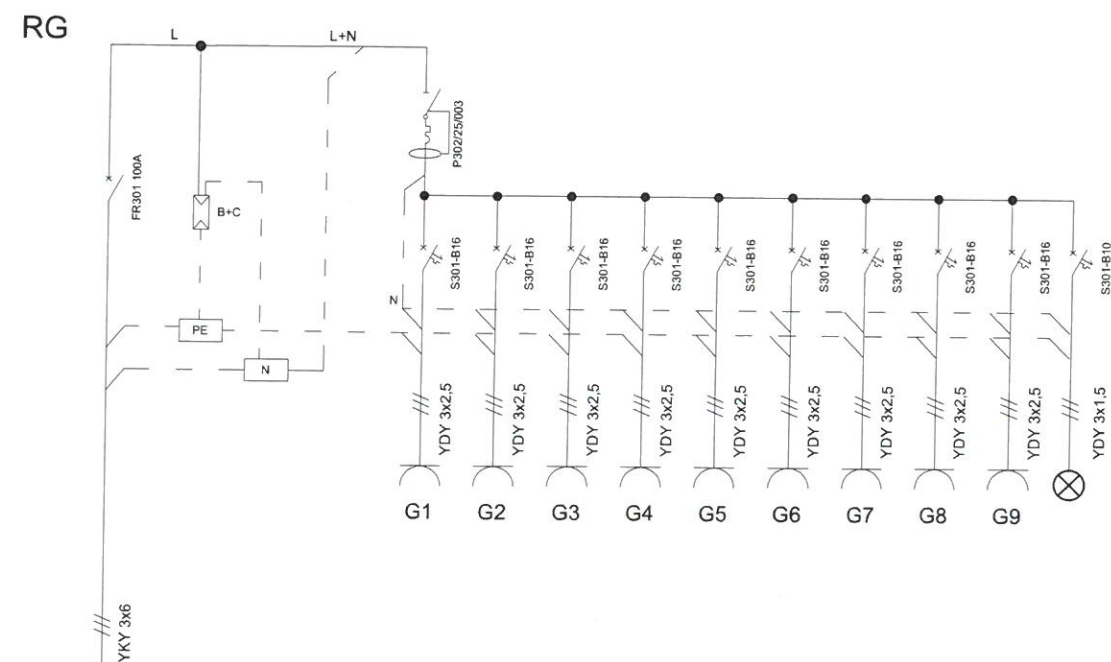 RG
L
L+N
FR301 100A
B+C
P302/25/003
S301-B16
S301-B16
S301-B16
S301-B16
S301-B16
S301-B16
S301-B16
S301-B16
S301-B16
S301-B10
N
PE
N
YDY 3x2,5
YDY 3x2,5
YDY 3x2,5
YDY 3x2,5
YDY 3x2,5
YDY 3x2,5
YDY 3x2,5
YDY 3x2,5
YDY 3x2,5
YDY 3x1,5
G1
G2
G3
G4
G5
G6
G7
G8
G9
YKY 3x6